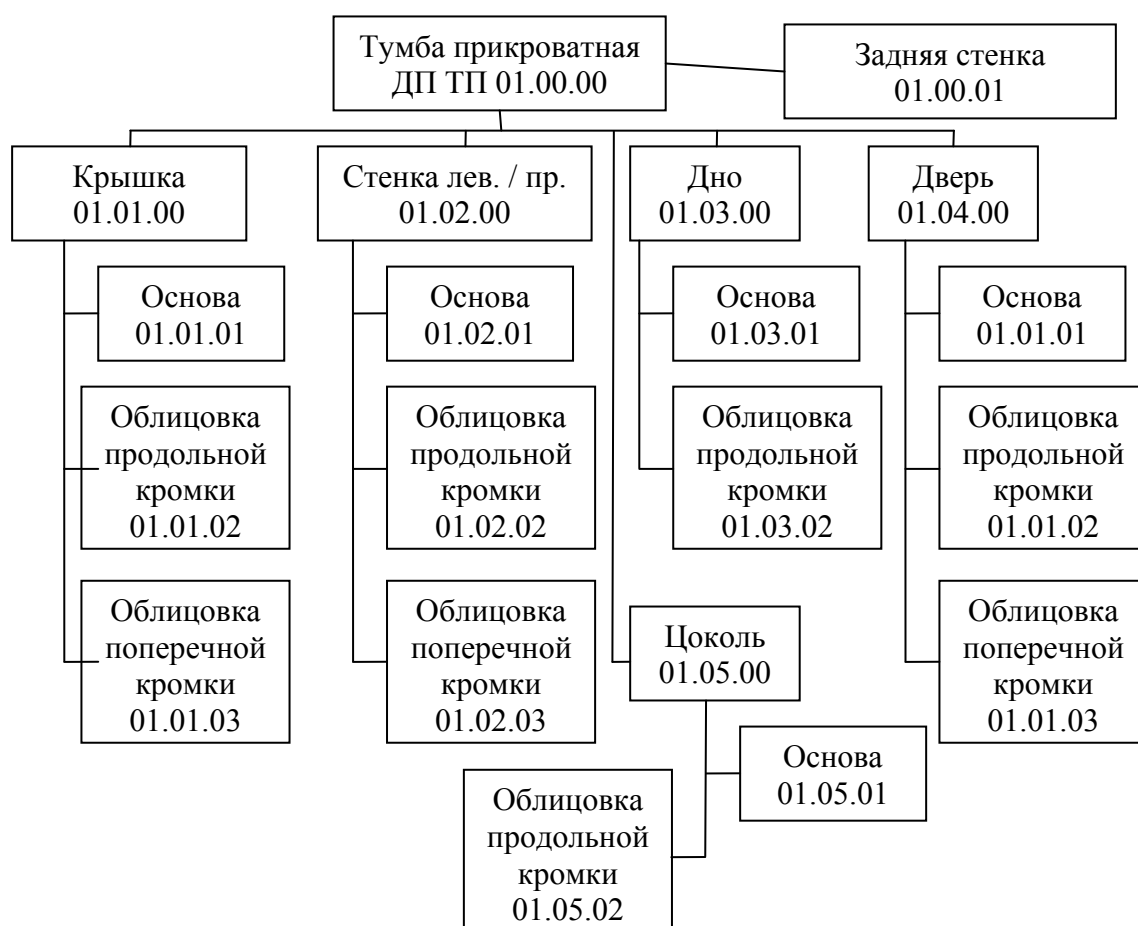 Тумба прикроватная
ДП ТП 01.00.00
Задняя стенка
01.00.01
Крышка
01.01.00
Стенка лев. / пр.
01.02.00
Дно
01.03.00
Дверь
01.04.00
Основа
01.01.01
Основа
01.02.01
Основа
01.03.01
Основа
01.01.01
Облицовка
продольной
кромки
01.01.02
Облицовка
продольной
кромки
01.02.02
Облицовка
продольной
кромки
01.03.02
Облицовка
продольной
кромки
01.01.02
Облицовка
поперечной
кромки
01.01.03
Облицовка
поперечной
кромки
01.02.03
Цоколь
01.05.00
Облицовка
поперечной
кромки
01.01.03
Основа
01.05.01
Облицовка
продольной
кромки
01.05.02